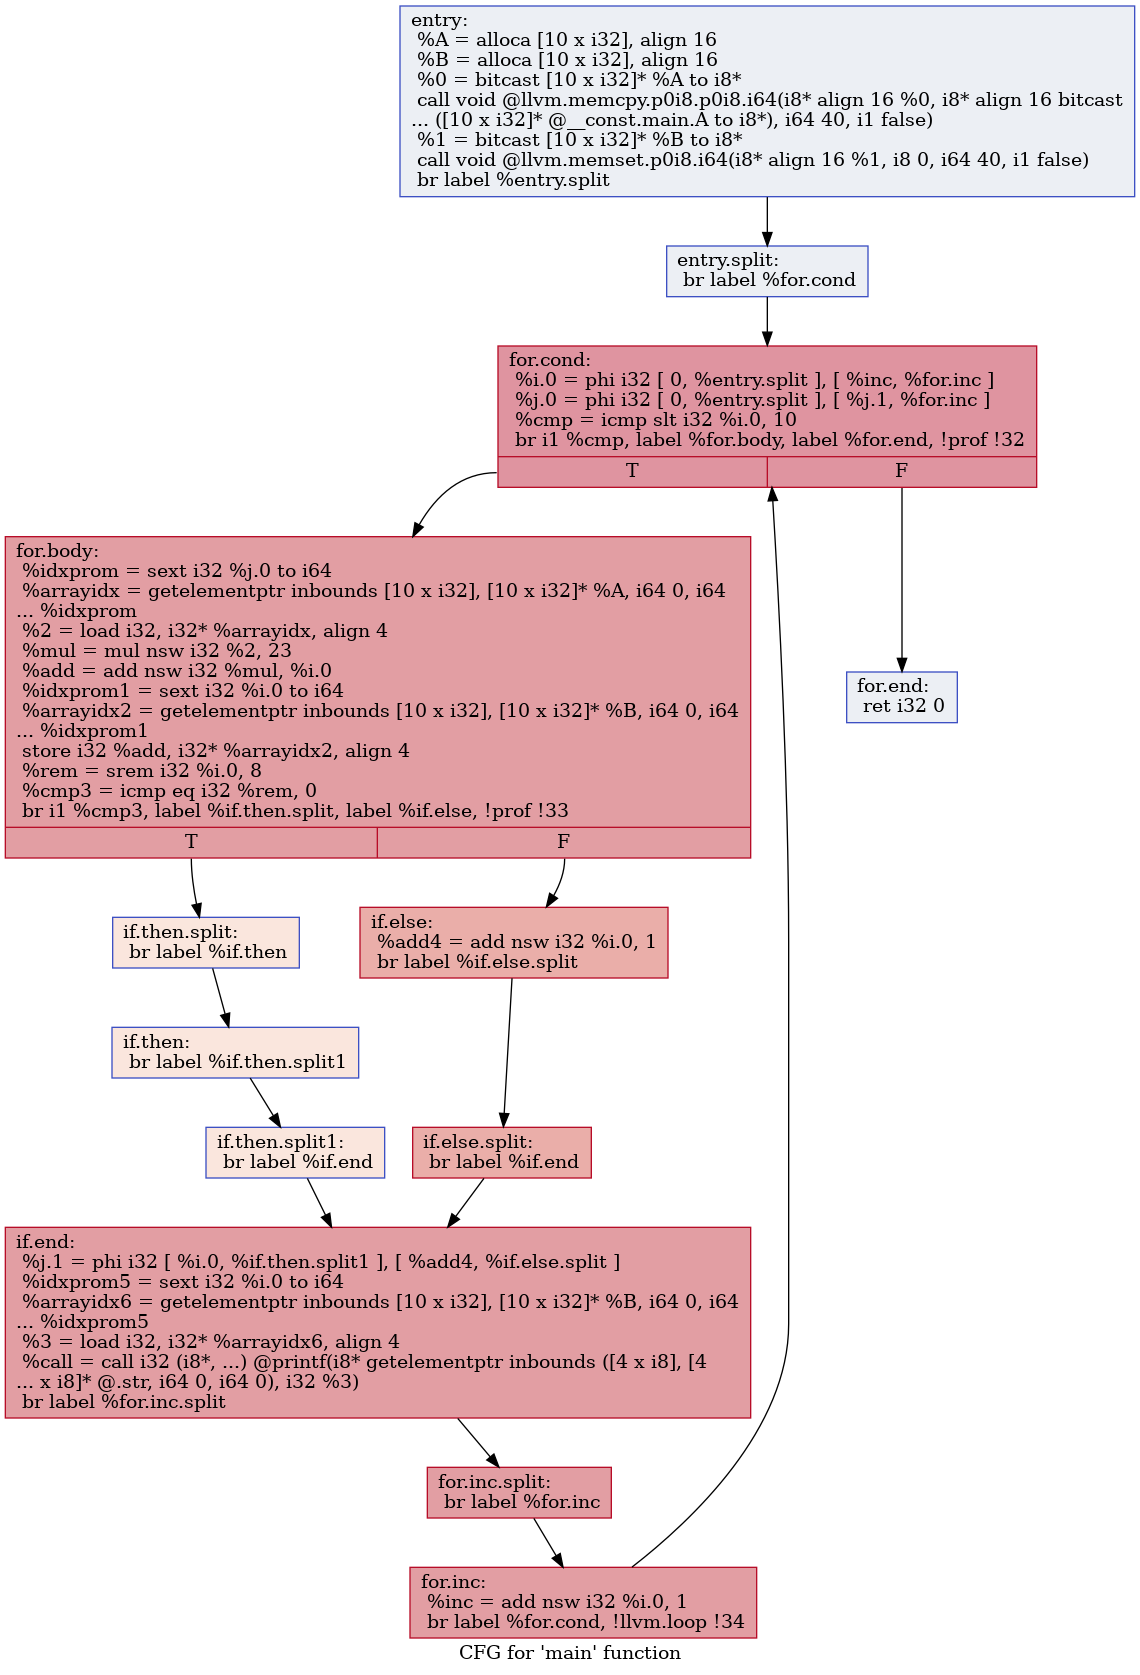 entry:
%A = alloca [10 x i32], align 16
%B = alloca [10 x i32], align 16
%0 = bitcast [10 x i32]* %A to i8*
call void @llvm.memcpy.p0i8.p0i8.i64(i8* align 16 %0, i8* align 16 bitcast
... ([10 x i32]* @__const.main.A to i8*), i64 40, i1 false)
%1 = bitcast [10 x i32]* %B to i8*
call void @llvm.memset.p0i8.i64(i8* align 16 %1, i8 0, i64 40, i1 false)
br label %entry.split
entry.split:
br label %for.cond
for.cond:
%i.0 = phi i32 [ 0, %entry.split ], [ %inc, %for.inc ]
%j.0 = phi i32 [ 0, %entry.split ], [ %j.1, %for.inc ]
%cmp = icmp slt i32 %i.0, 10
br i1 %cmp, label %for.body, label %for.end, !prof !32
T F
for.body:
%idxprom = sext i32 %j.0 to i64
%arrayidx = getelementptr inbounds [10 x i32], [10 x i32]* %A, i64 0, i64
... %idxprom
%2 = load i32, i32* %arrayidx, align 4
%mul = mul nsw i32 %2, 23
%add = add nsw i32 %mul, %i.0
%idxprom1 = sext i32 %i.0 to i64
%arrayidx2 = getelementptr inbounds [10 x i32], [10 x i32]* %B, i64 0, i64
... %idxprom1
store i32 %add, i32* %arrayidx2, align 4
%rem = srem i32 %i.0, 8
%cmp3 = icmp eq i32 %rem, 0
br i1 %cmp3, label %if.then.split, label %if.else, !prof !33
T F
for.end:
ret i32 0
if.then.split:
br label %if.then
if.else:
%add4 = add nsw i32 %i.0, 1
br label %if.else.split
if.then:
br label %if.then.split1
if.then.split1:
br label %if.end
if.else.split:
br label %if.end
if.end:
%j.1 = phi i32 [ %i.0, %if.then.split1 ], [ %add4, %if.else.split ]
%idxprom5 = sext i32 %i.0 to i64
%arrayidx6 = getelementptr inbounds [10 x i32], [10 x i32]* %B, i64 0, i64
... %idxprom5
%3 = load i32, i32* %arrayidx6, align 4
%call = call i32 (i8*, ...) @printf(i8* getelementptr inbounds ([4 x i8], [4
... x i8]* @.str, i64 0, i64 0), i32 %3)
br label %for.inc.split
for.inc.split:
br label %for.inc
for.inc:
%inc = add nsw i32 %i.0, 1
br label %for.cond, !llvm.loop !34
CFG for 'main' function